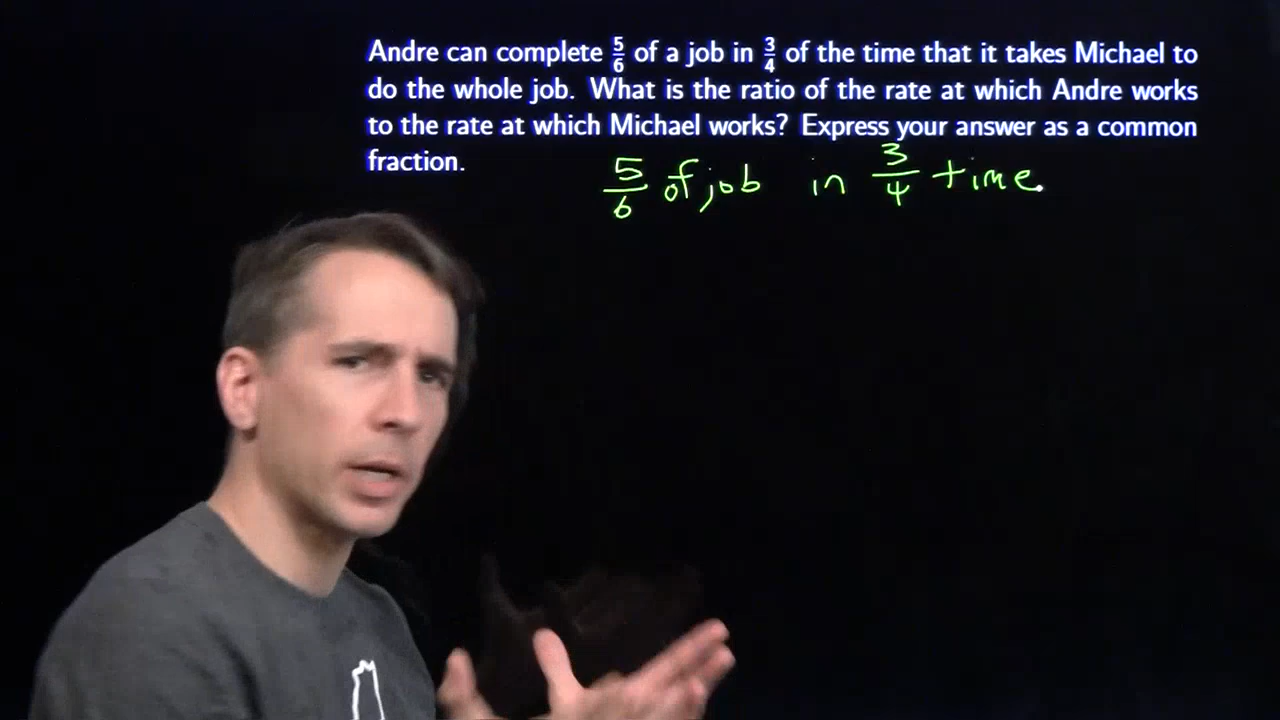 Andre can complete 5/6 of a job in 3/4 of the time that it takes Michael to
do the whole job. What is the ratio of the rate at which Andre works
to the rate at which Michael works? Express your answer as a common
fraction.
5/6 of job in 3/4 time